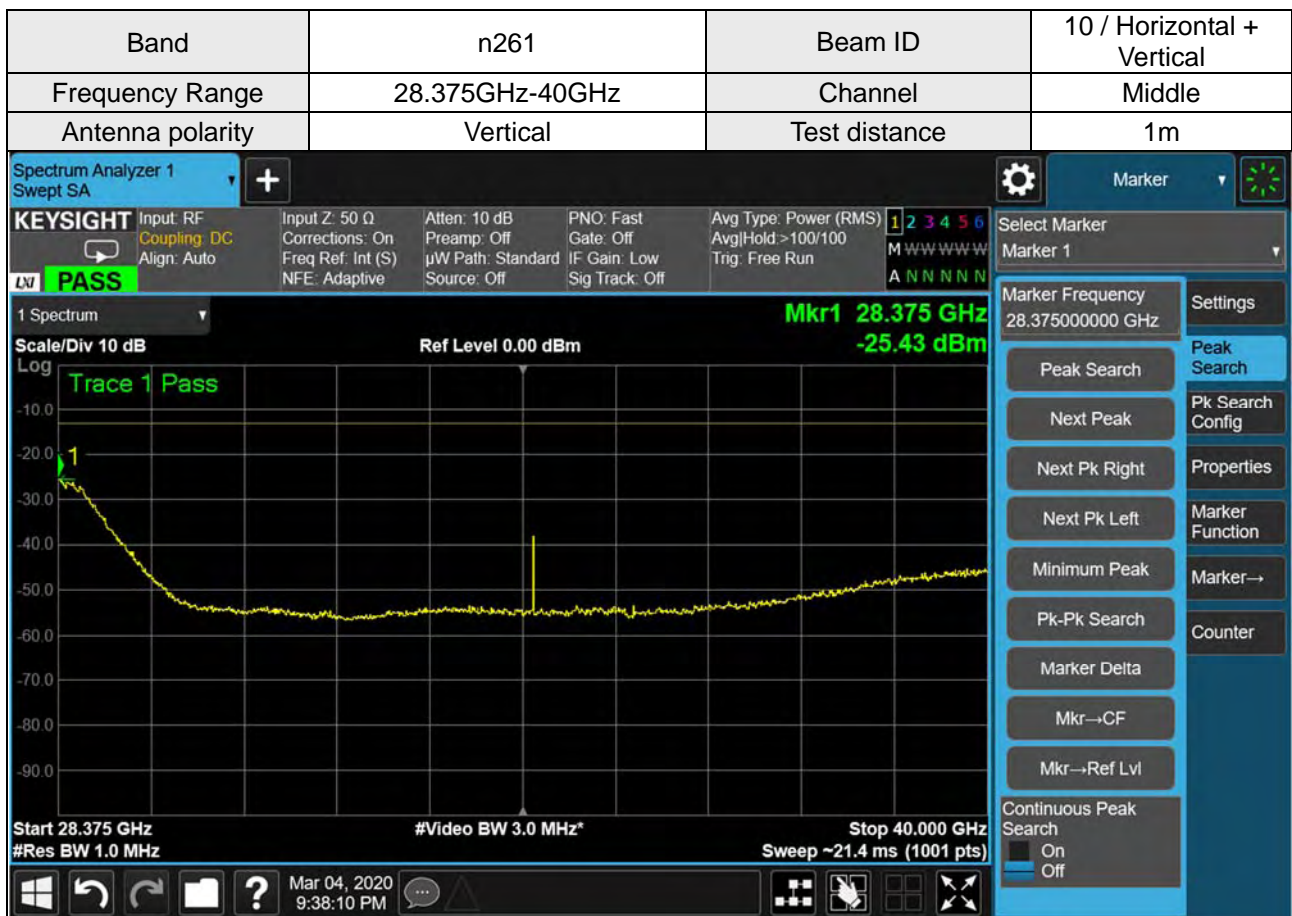 Band n261 Beam ID 10 / Horizontal + Vertical
Frequency Range 28.375GHz-40GHz Channel Middle
Antenna polarity Vertical Test distance 1m
Spectrum Analyzer 1
Swept SA
Marker
KEYSIGHT
LXI PASS
Input: RF
Coupling: DC
Align: Auto
Input Z: 50 Ω
Corrections: On
Freq Ref: Int (S)
NFE: Adaptive
Atten: 10 dB
Preamp: Off
µW Path: Standard
Source: Off
PNO: Fast
Gate: Off
IF Gain: Low
Sig Track: Off
Avg Type: Power (RMS)
Avg|Hold:>100/100
Trig: Free Run
1 2 3 4 5 6
M W W W W W
A N N N N N
Select Marker
Marker 1
1 Spectrum
Mkr1 28.375 GHz
Scale/Div 10 dB
Ref Level 0.00 dBm
-25.43 dBm
Log
Trace 1 Pass
-10.0
-20.0
1
-30.0
-40.0
-50.0
-60.0
-70.0
-80.0
-90.0
Start 28.375 GHz
#Video BW 3.0 MHz*
Stop 40.000 GHz
#Res BW 1.0 MHz
Sweep ~21.4 ms (1001 pts)
Marker Frequency
28.375000000 GHz
Peak Search
Next Peak
Next Pk Right
Next Pk Left
Minimum Peak
Pk-Pk Search
Marker Delta
Mkr→CF
Mkr→Ref Lvl
Continuous Peak
Search
On
Off
Settings
Peak
Search
Pk Search
Config
Properties
Marker
Function
Marker→
Counter
?
Mar 04, 2020
9:38:10 PM